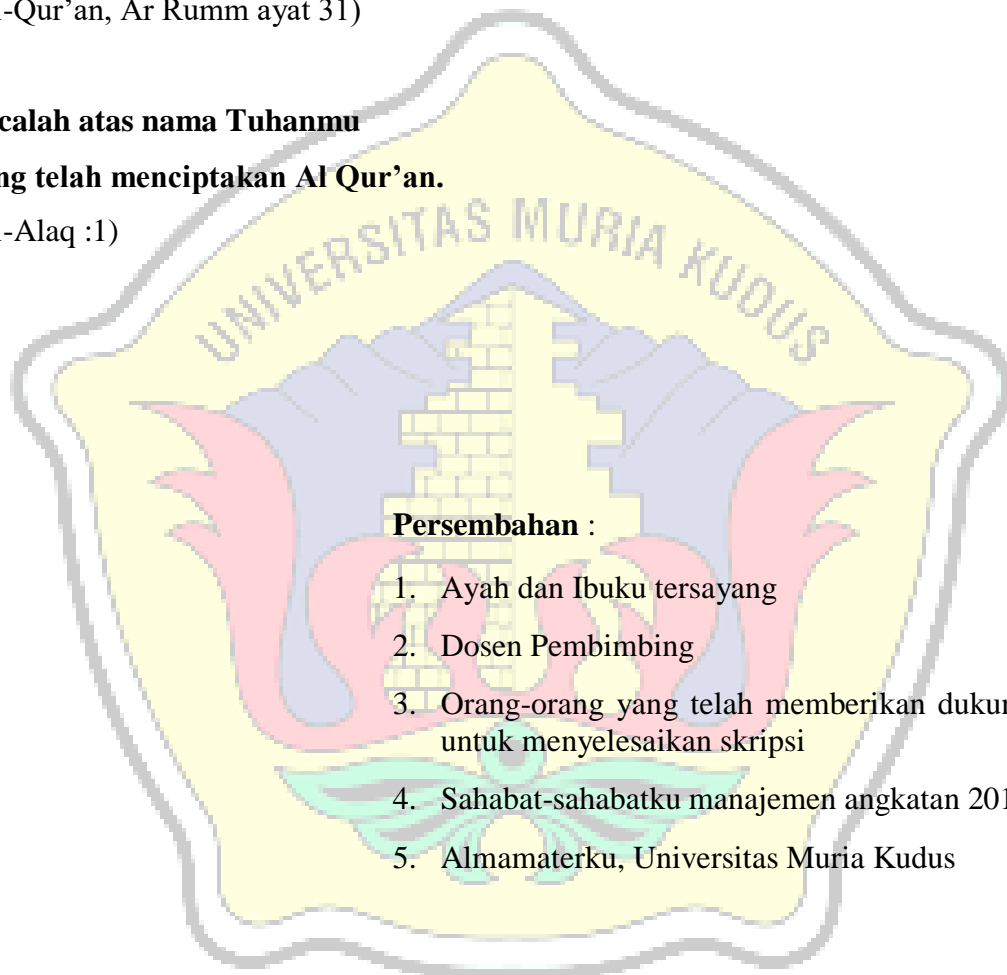 -Qur’an, Ar Rumm ayat 31)
calah atas nama Tuhanmu
ng telah menciptakan Al Qur’an.
-Alaq :1)
UNIVERSITAS MURIA KUDUS
Persembahan :
1. Ayah dan Ibuku tersayang
2. Dosen Pembimbing
3. Orang-orang yang telah memberikan duku
untuk menyelesaikan skripsi
4. Sahabat-sahabatku manajemen angkatan 201
5. Almamaterku, Universitas Muria Kudus